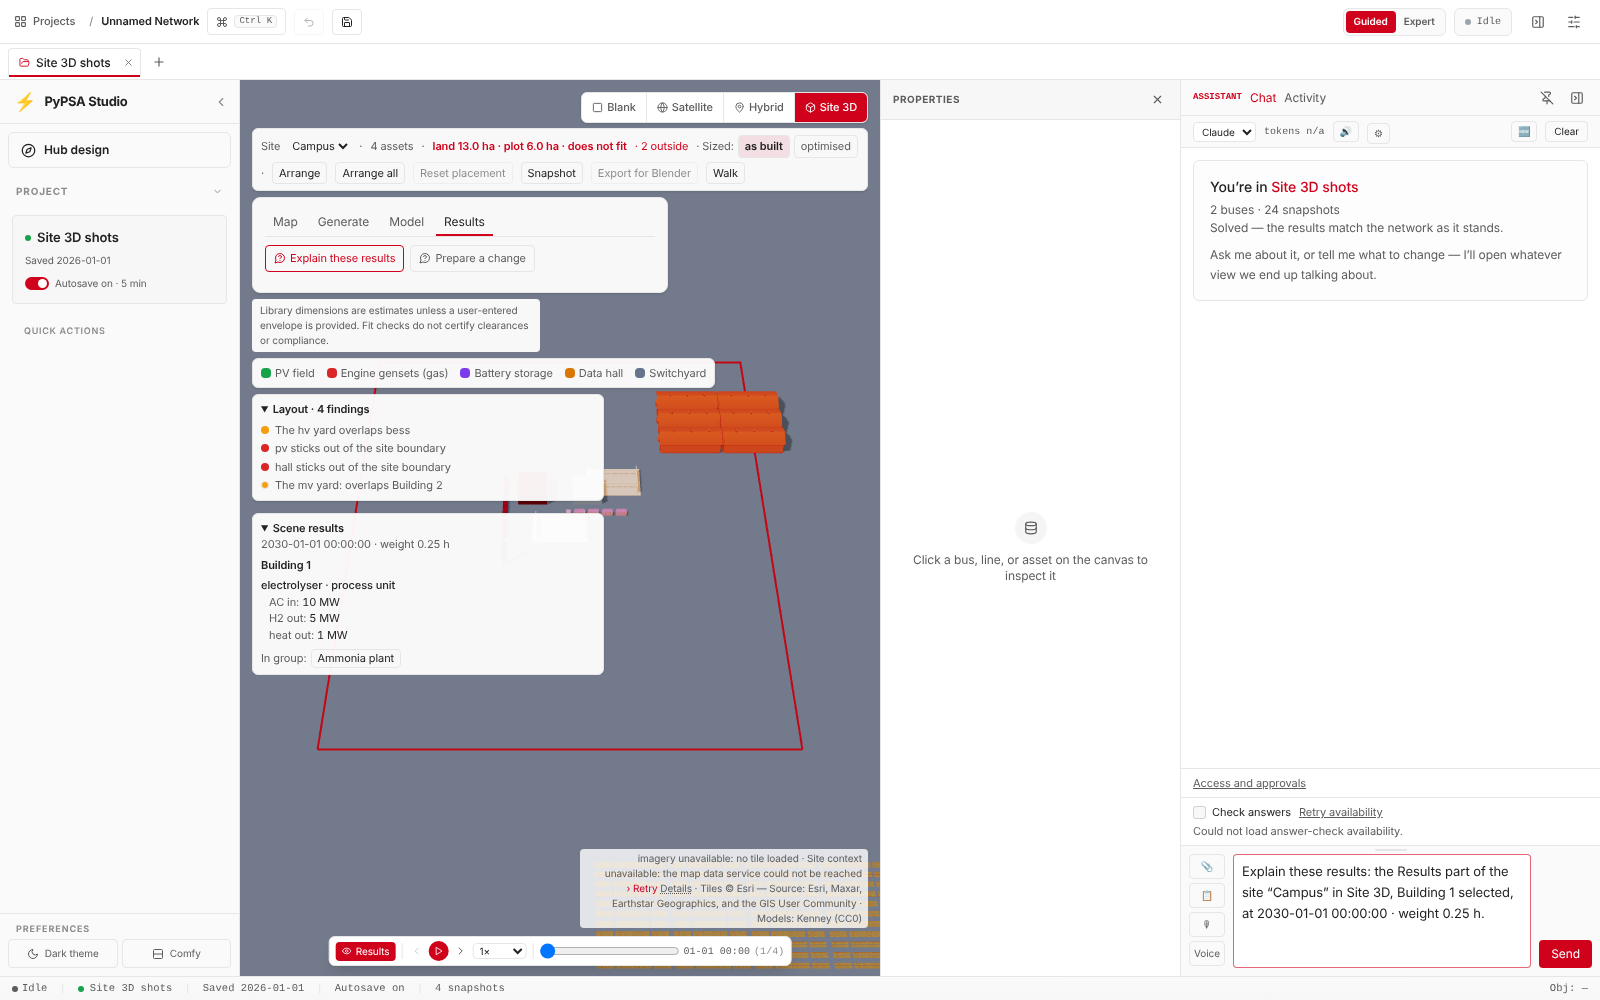 Projects / Unnamed Network ⌘ Ctrl K
Guided Expert Idle
Site 3D shots
PyPSA Studio
Hub design
PROJECT
Site 3D shots
Saved 2026-01-01
Autosave on · 5 min
QUICK ACTIONS
PREFERENCES
Dark theme Comfy
Blank Satellite Hybrid Site 3D
Site Campus · 4 assets · land 13.0 ha · plot 6.0 ha · does not fit · 2 outside · Sized: as built optimised
· Arrange Arrange all Reset placement Snapshot Export for Blender Walk
Map Generate Model Results
Explain these results Prepare a change
Library dimensions are estimates unless a user-entered
envelope is provided. Fit checks do not certify clearances
or compliance.
PV field Engine gensets (gas) Battery storage Data hall Switchyard
▼ Layout · 4 findings
The hv yard overlaps bess
pv sticks out of the site boundary
hall sticks out of the site boundary
The mv yard: overlaps Building 2
▼ Scene results
2030-01-01 00:00:00 · weight 0.25 h
Building 1
electrolyser · process unit
AC in: 10 MW
H2 out: 5 MW
heat out: 1 MW
In group: Ammonia plant
imagery unavailable: no tile loaded · Site context
unavailable: the map data service could not be reached
› Retry Details · Tiles © Esri — Source: Esri, Maxar,
Earthstar Geographics, and the GIS User Community ·
Models: Kenney (CC0)
Results 1× 01-01 00:00 (1/4)
PROPERTIES
Click a bus, line, or asset on the canvas to
inspect it
ASSISTANT Chat Activity
Claude tokens n/a Clear
You're in Site 3D shots
2 buses · 24 snapshots
Solved — the results match the network as it stands.
Ask me about it, or tell me what to change — I'll open whatever
view we end up talking about.
Access and approvals
Check answers Retry availability
Could not load answer-check availability.
Explain these results: the Results part of the
site “Campus” in Site 3D, Building 1 selected,
at 2030-01-01 00:00:00 · weight 0.25 h.
Voice
Send
Idle Site 3D shots Saved 2026-01-01 Autosave on 4 snapshots Obj: —